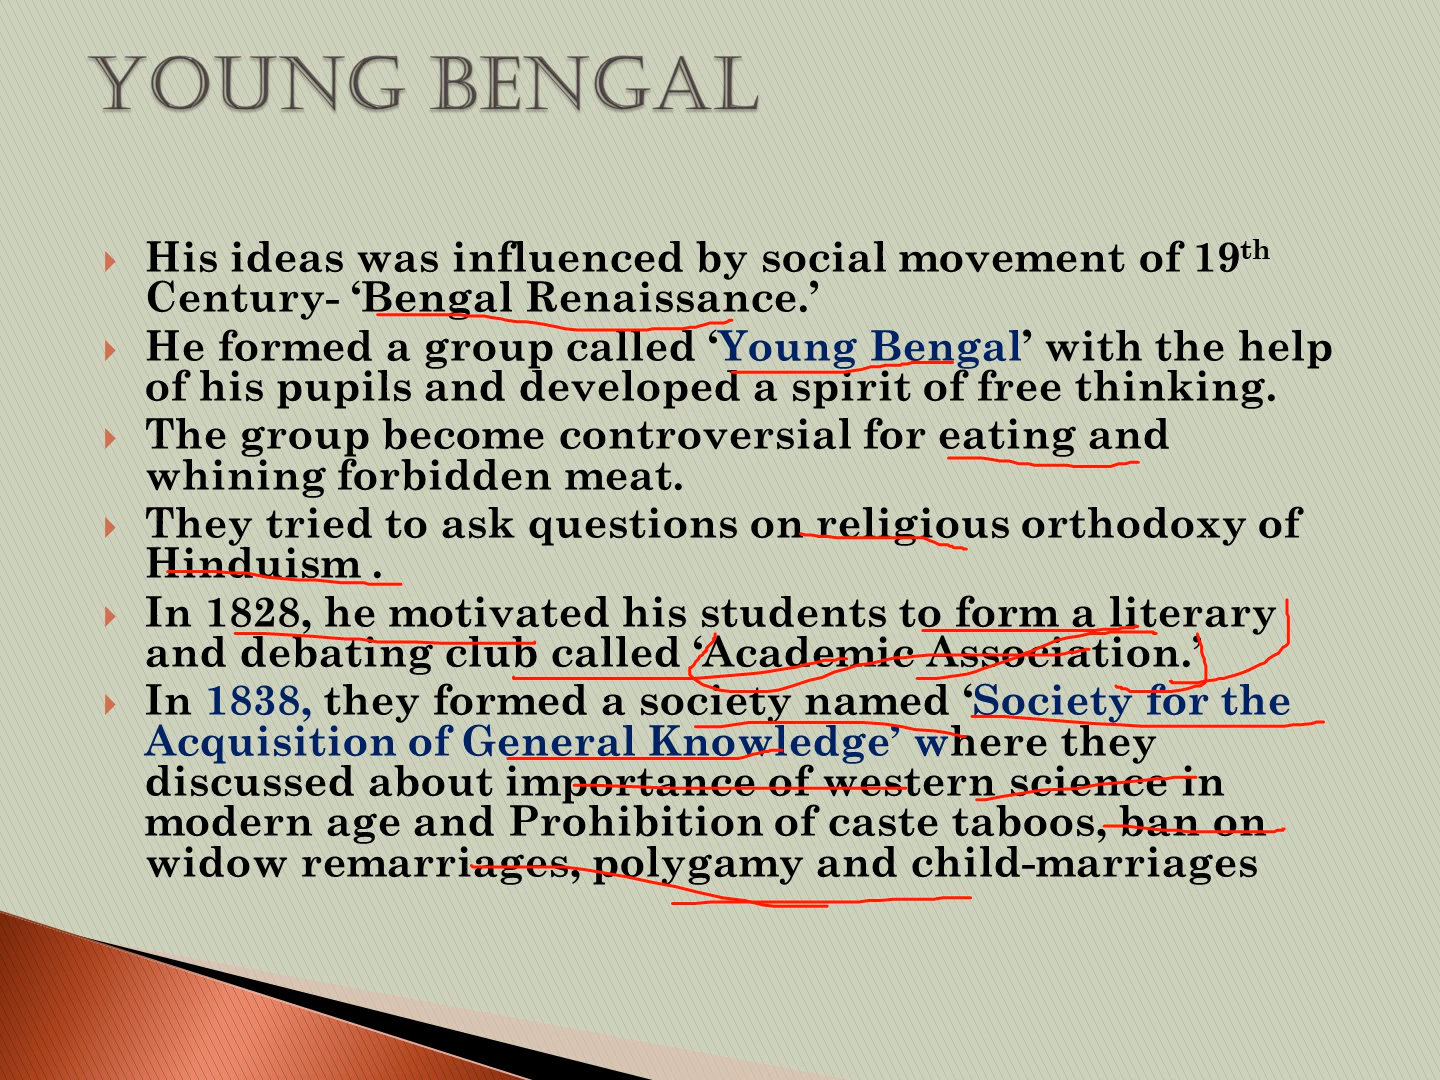 YOUNG BENGAL
His ideas was influenced by social movement of 19th
Century- ‘Bengal Renaissance.’
He formed a group called ‘Young Bengal’ with the help
of his pupils and developed a spirit of free thinking.
The group become controversial for eating and
whining forbidden meat.
They tried to ask questions on religious orthodoxy of
Hinduism .
In 1828, he motivated his students to form a literary
and debating club called ‘Academic Association.’
In 1838, they formed a society named ‘Society for the
Acquisition of General Knowledge’ where they
discussed about importance of western science in
modern age and Prohibition of caste taboos, ban on
widow remarriages, polygamy and child-marriages